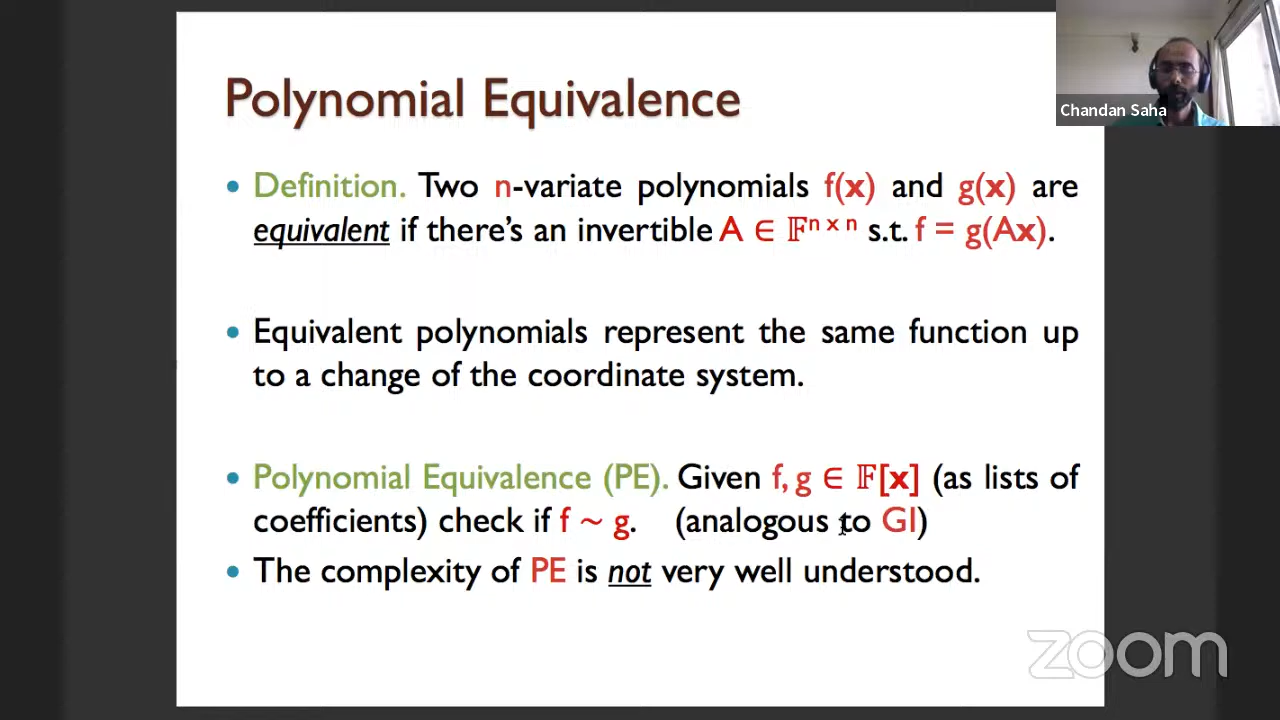 Polynomial Equivalence
Chandan Saha
• Definition. Two n-variate polynomials f(x) and g(x) are
equivalent if there's an invertible A ∈ 𝔽ⁿ ˣ ⁿ s.t. f = g(Ax).
• Equivalent polynomials represent the same function up
to a change of the coordinate system.
• Polynomial Equivalence (PE). Given f, g ∈ 𝔽[x] (as lists of
coefficients) check if f ~ g. (analogous to GI)
• The complexity of PE is not very well understood.
zoom